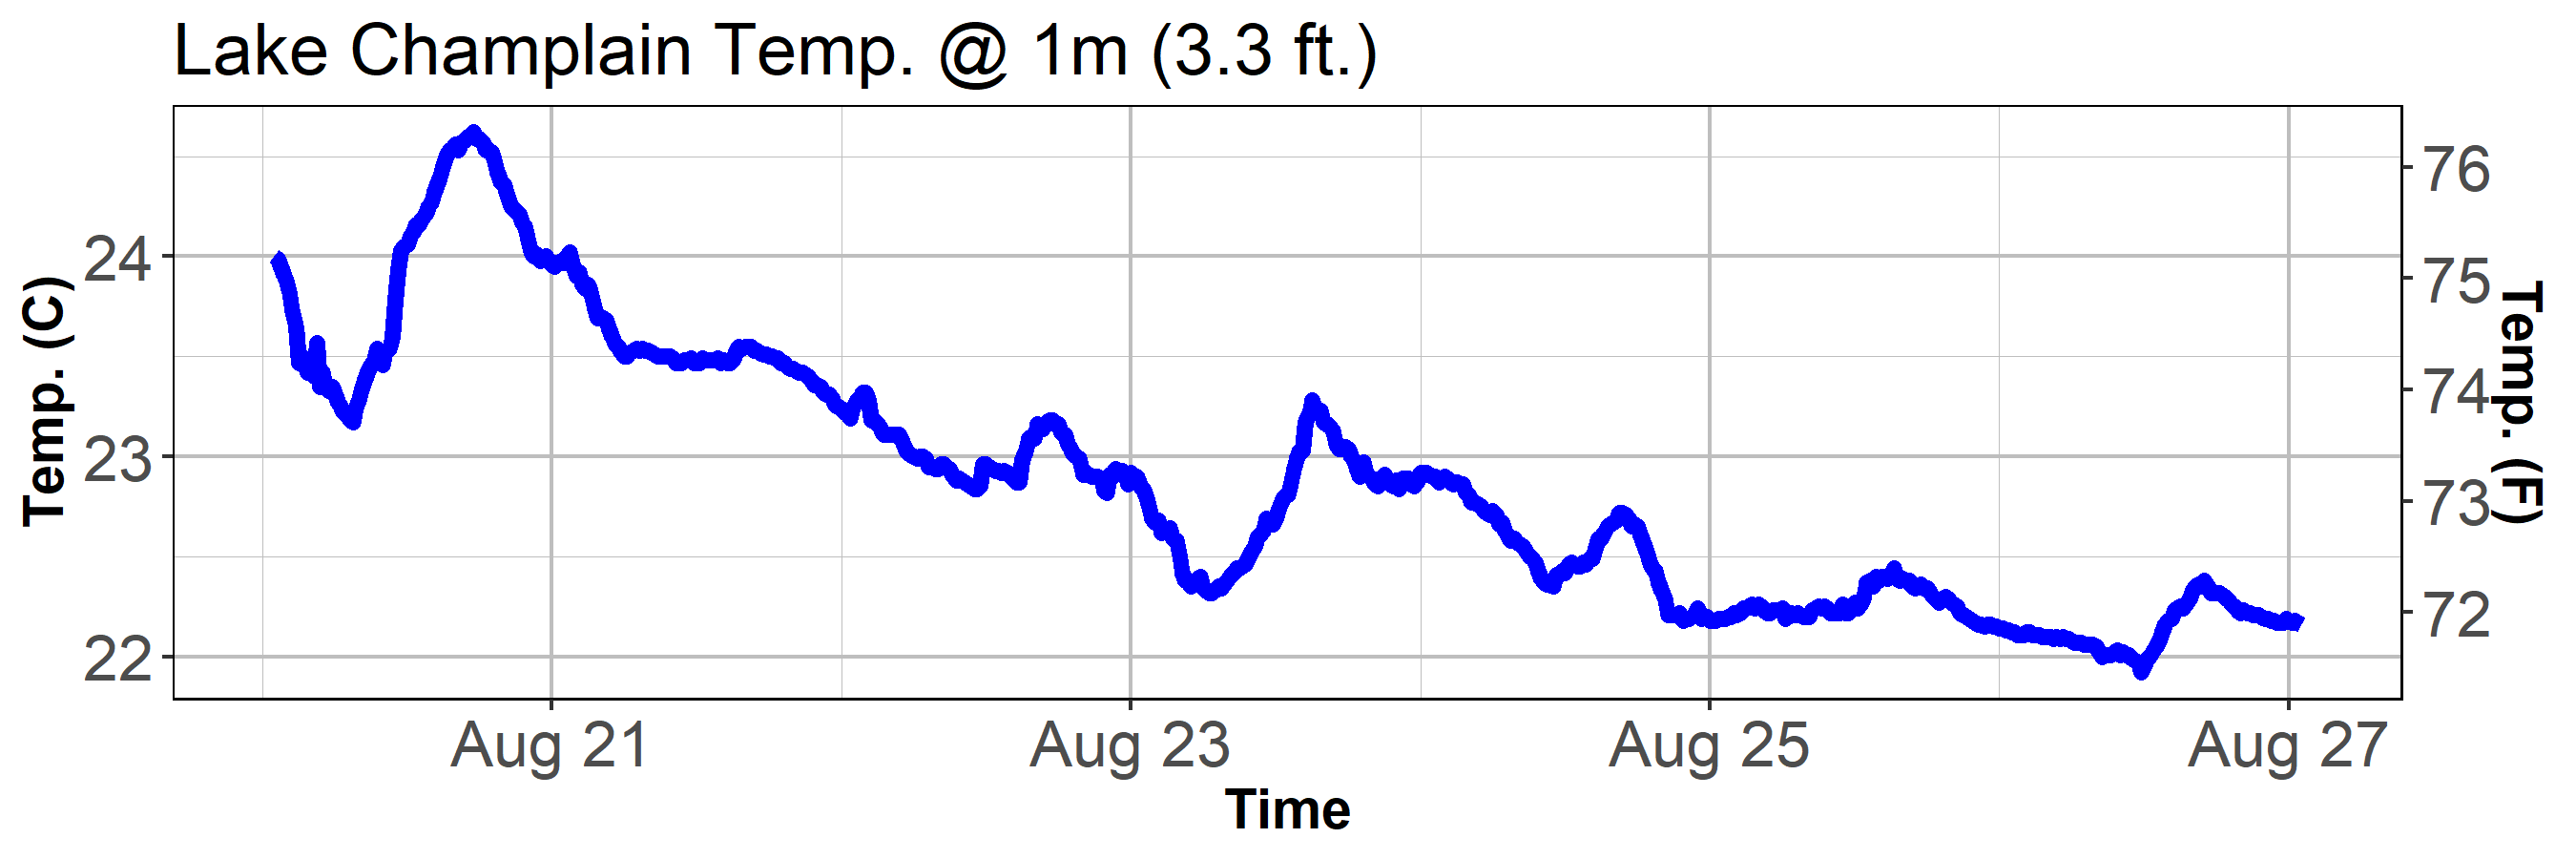 Lake Champlain Temp. @ 1m (3.3 ft.)
Temp. (C)
24
23
22
76
75
74
73
72
Temp. (F)
Aug 21 Aug 23 Aug 25 Aug 27
Time